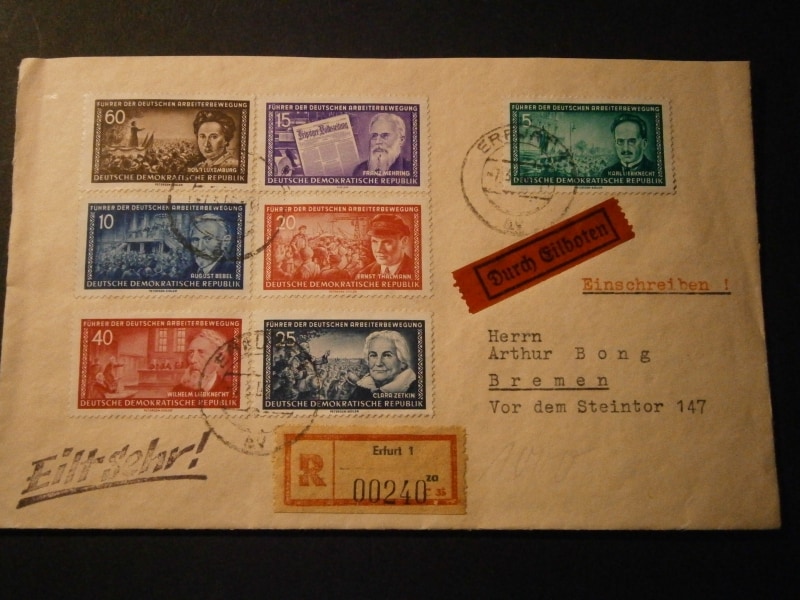 FÜHRER DER DEUTSCHEN ARBEITERBEWEGUNG
60
ROSA LUXEMBURG
DEUTSCHE DEMOKRATISCHE REPUBLIK
FÜHRER DER DEUTSCHEN ARBEITERBEWEGUNG
15
Leipziger Volkszeitung
FRANZ MEHRING
DEUTSCHE DEMOKRATISCHE REPUBLIK
FÜHRER DER DEUTSCHEN ARBEITERBEWEGUNG
5
KARL LIEBKNECHT
DEUTSCHE DEMOKRATISCHE REPUBLIK
FÜHRER DER DEUTSCHEN ARBEITERBEWEGUNG
10
AUGUST BEBEL
DEUTSCHE DEMOKRATISCHE REPUBLIK
FÜHRER DER DEUTSCHEN ARBEITERBEWEGUNG
20
ERNST THÄLMANN
DEUTSCHE DEMOKRATISCHE REPUBLIK
Durch Eilboten
Einschreiben !
FÜHRER DER DEUTSCHEN ARBEITERBEWEGUNG
40
WILHELM LIEBKNECHT
DEUTSCHE DEMOKRATISCHE REPUBLIK
FÜHRER DER DEUTSCHEN ARBEITERBEWEGUNG
25
CLARA ZETKIN
DEUTSCHE DEMOKRATISCHE REPUBLIK
Herrn
Arthur Bong
Bremen
Vor dem Steintor 147
Eilt sehr!
R
Erfurt 1
00240
za